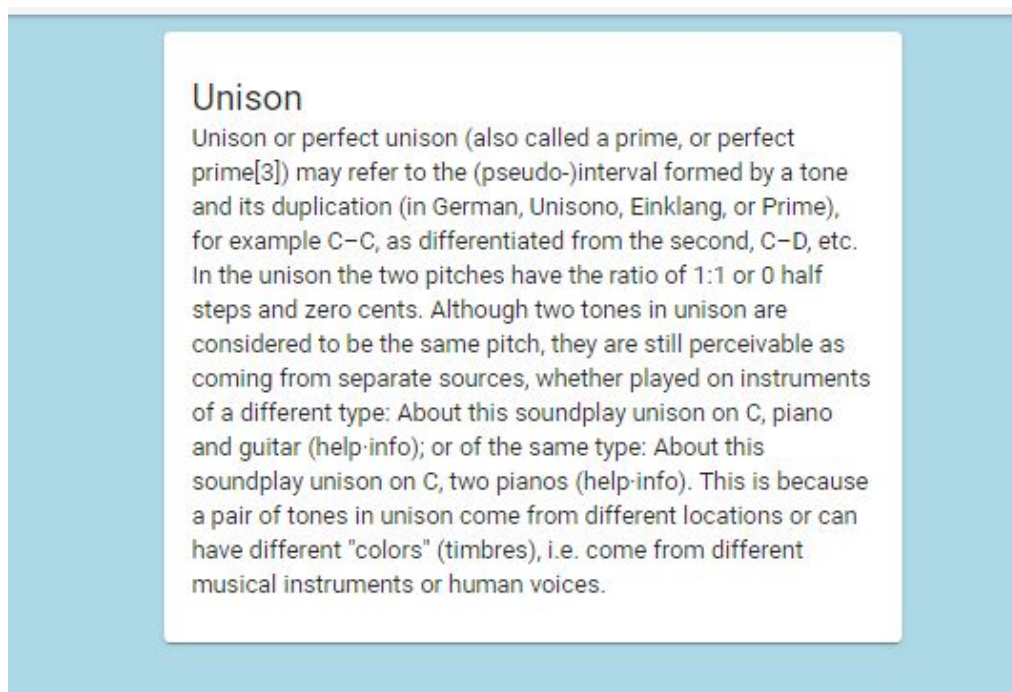 Unison
Unison or perfect unison (also called a prime, or perfect
prime[3]) may refer to the (pseudo-)interval formed by a tone
and its duplication (in German, Unisono, Einklang, or Prime),
for example C–C, as differentiated from the second, C–D, etc.
In the unison the two pitches have the ratio of 1:1 or 0 half
steps and zero cents. Although two tones in unison are
considered to be the same pitch, they are still perceivable as
coming from separate sources, whether played on instruments
of a different type: About this soundplay unison on C, piano
and guitar (help·info); or of the same type: About this
soundplay unison on C, two pianos (help·info). This is because
a pair of tones in unison come from different locations or can
have different "colors" (timbres), i.e. come from different
musical instruments or human voices.